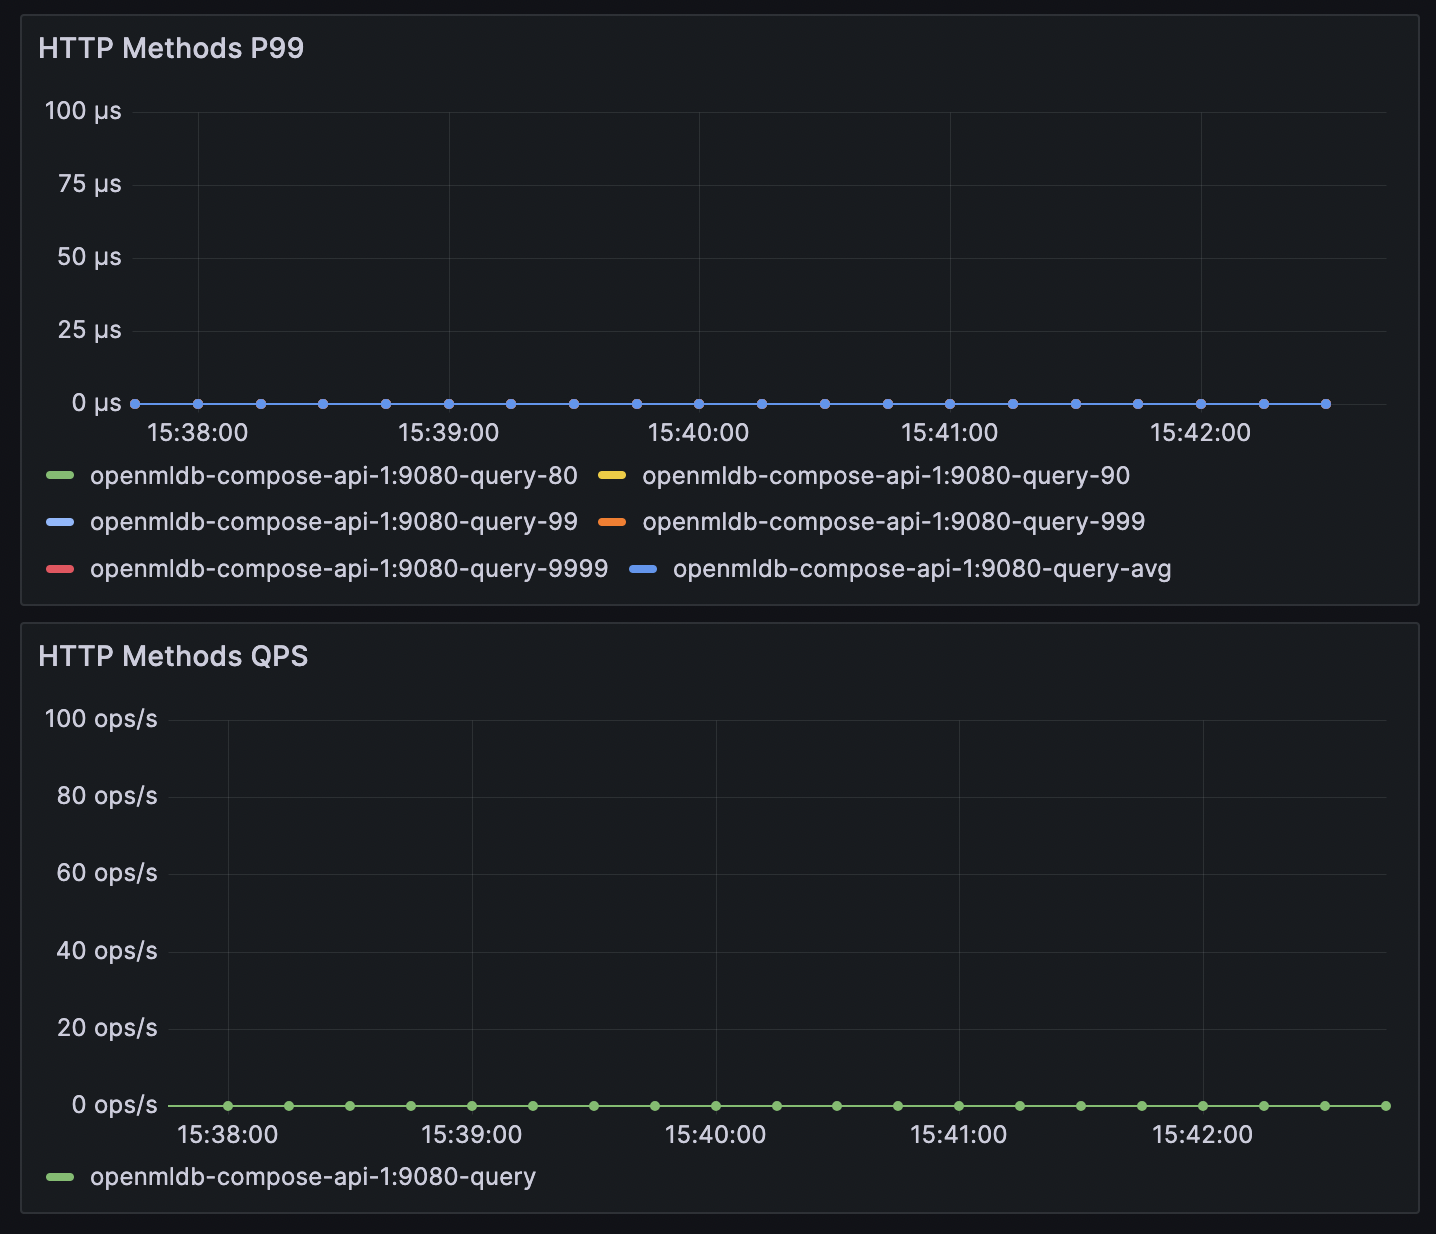 HTTP Methods P99
100 µs
75 µs
50 µs
25 µs
0 µs
15:38:00 15:39:00 15:40:00 15:41:00 15:42:00
openmldb-compose-api-1:9080-query-80 openmldb-compose-api-1:9080-query-90
openmldb-compose-api-1:9080-query-99 openmldb-compose-api-1:9080-query-999
openmldb-compose-api-1:9080-query-9999 openmldb-compose-api-1:9080-query-avg
HTTP Methods QPS
100 ops/s
80 ops/s
60 ops/s
40 ops/s
20 ops/s
0 ops/s
15:38:00 15:39:00 15:40:00 15:41:00 15:42:00
openmldb-compose-api-1:9080-query